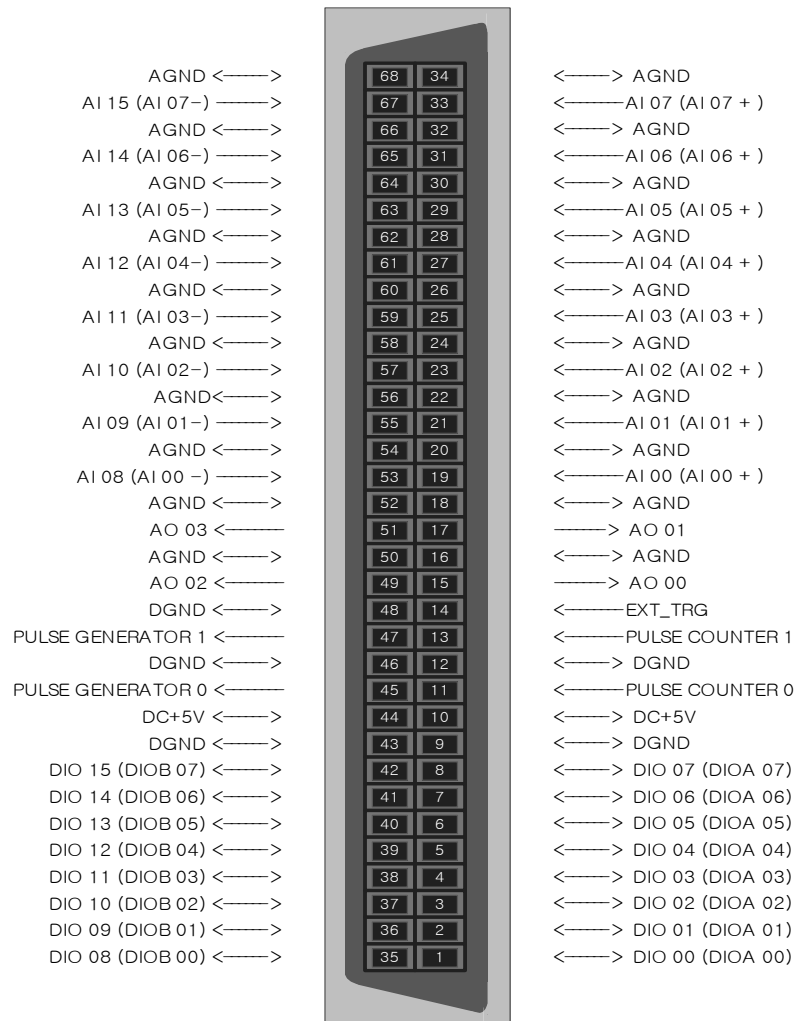 AGND <——> 68 34 <——> AGND
AI 15 (AI 07-) ——> 67 33 <——AI 07 (AI 07 + )
AGND <——> 66 32 <——> AGND
AI 14 (AI 06-) ——> 65 31 <——AI 06 (AI 06 + )
AGND <——> 64 30 <——> AGND
AI 13 (AI 05-) ——> 63 29 <——AI 05 (AI 05 + )
AGND <——> 62 28 <——> AGND
AI 12 (AI 04-) ——> 61 27 <——AI 04 (AI 04 + )
AGND <——> 60 26 <——> AGND
AI 11 (AI 03-) ——> 59 25 <——AI 03 (AI 03 + )
AGND <——> 58 24 <——> AGND
AI 10 (AI 02-) ——> 57 23 <——AI 02 (AI 02 + )
AGND<——> 56 22 <——> AGND
AI 09 (AI 01-) ——> 55 21 <——AI 01 (AI 01 + )
AGND <——> 54 20 <——> AGND
AI 08 (AI 00 -) ——> 53 19 <——AI 00 (AI 00 + )
AGND <——> 52 18 <——> AGND
AO 03 <—— 51 17 ——> AO 01
AGND <——> 50 16 <——> AGND
AO 02 <—— 49 15 ——> AO 00
DGND <——> 48 14 <——EXT_TRG
PULSE GENERATOR 1 <—— 47 13 <——PULSE COUNTER 1
DGND <——> 46 12 <——> DGND
PULSE GENERATOR 0 <—— 45 11 <——PULSE COUNTER 0
DC+5V <——> 44 10 <——> DC+5V
DGND <——> 43 9 <——> DGND
DIO 15 (DIOB 07) <——> 42 8 <——> DIO 07 (DIOA 07)
DIO 14 (DIOB 06) <——> 41 7 <——> DIO 06 (DIOA 06)
DIO 13 (DIOB 05) <——> 40 6 <——> DIO 05 (DIOA 05)
DIO 12 (DIOB 04) <——> 39 5 <——> DIO 04 (DIOA 04)
DIO 11 (DIOB 03) <——> 38 4 <——> DIO 03 (DIOA 03)
DIO 10 (DIOB 02) <——> 37 3 <——> DIO 02 (DIOA 02)
DIO 09 (DIOB 01) <——> 36 2 <——> DIO 01 (DIOA 01)
DIO 08 (DIOB 00) <——> 35 1 <——> DIO 00 (DIOA 00)